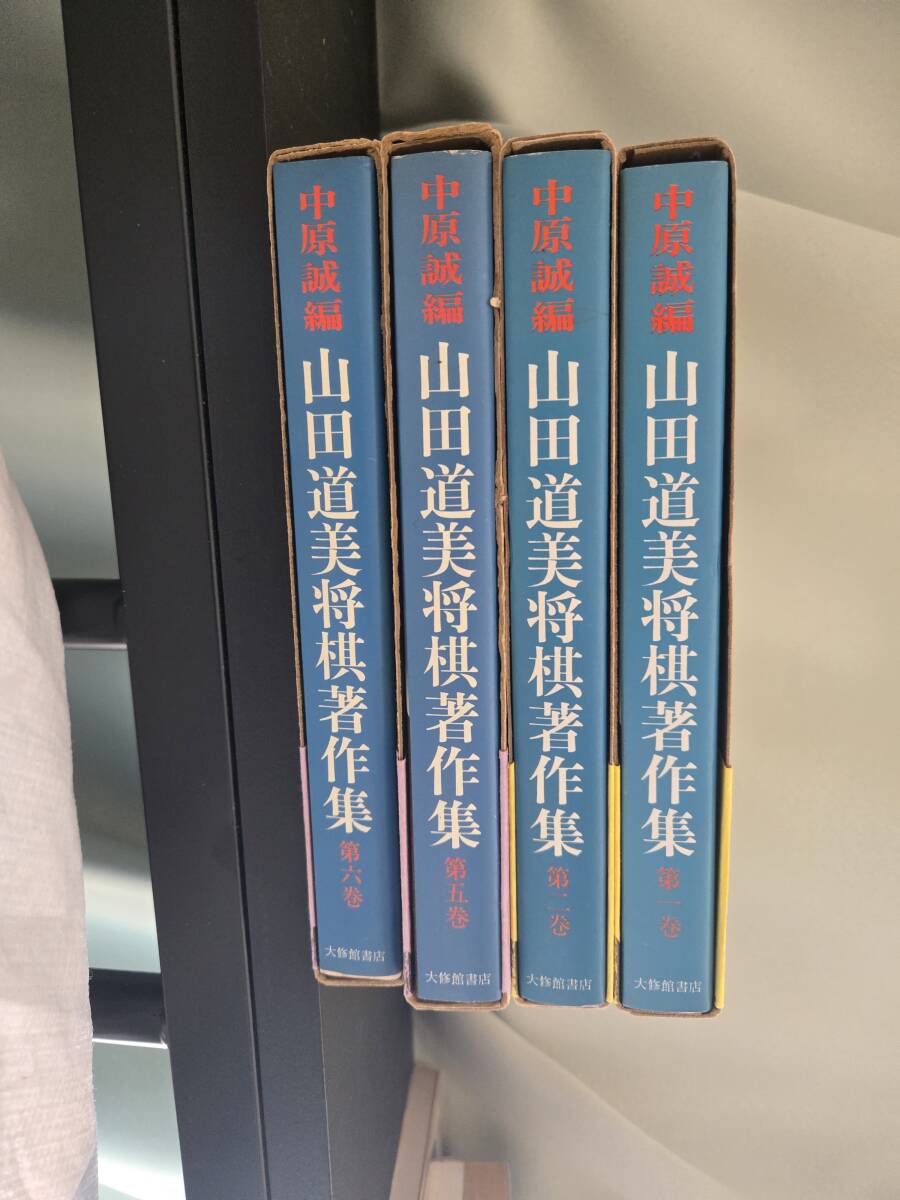 中原誠編 山田道美将棋著作集 第六巻 大修館書店
中原誠編 山田道美将棋著作集 第五巻 大修館書店
中原誠編 山田道美将棋著作集 第二巻 大修館書店
中原誠編 山田道美将棋著作集 第一巻 大修館書店